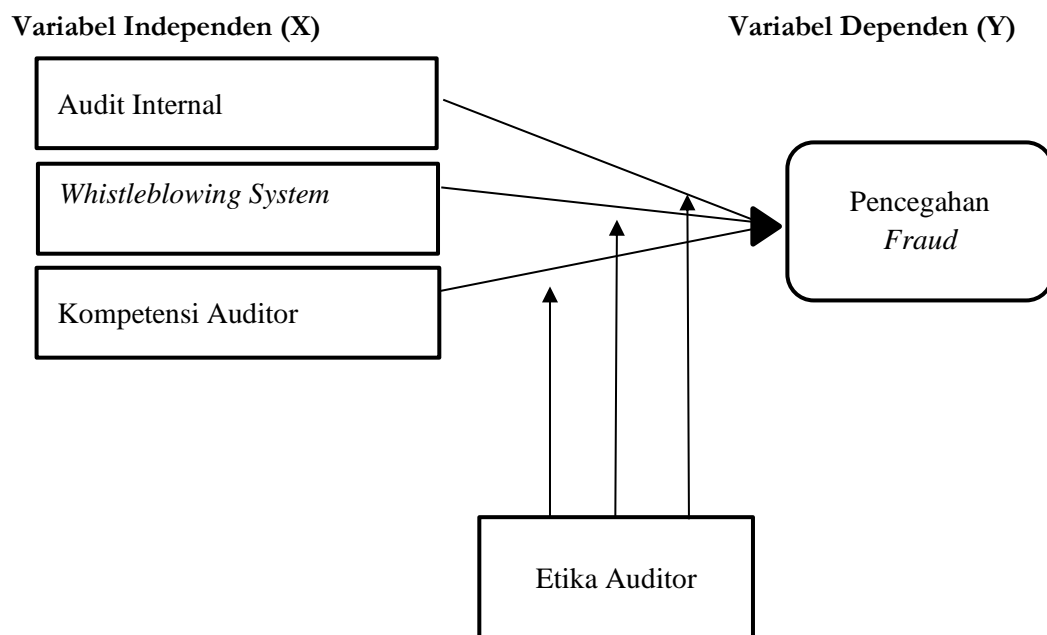 Variabel Independen (X)
Variabel Dependen (Y)
Audit Internal
Whistleblowing System
Kompetensi Auditor
Pencegahan
Fraud
Etika Auditor